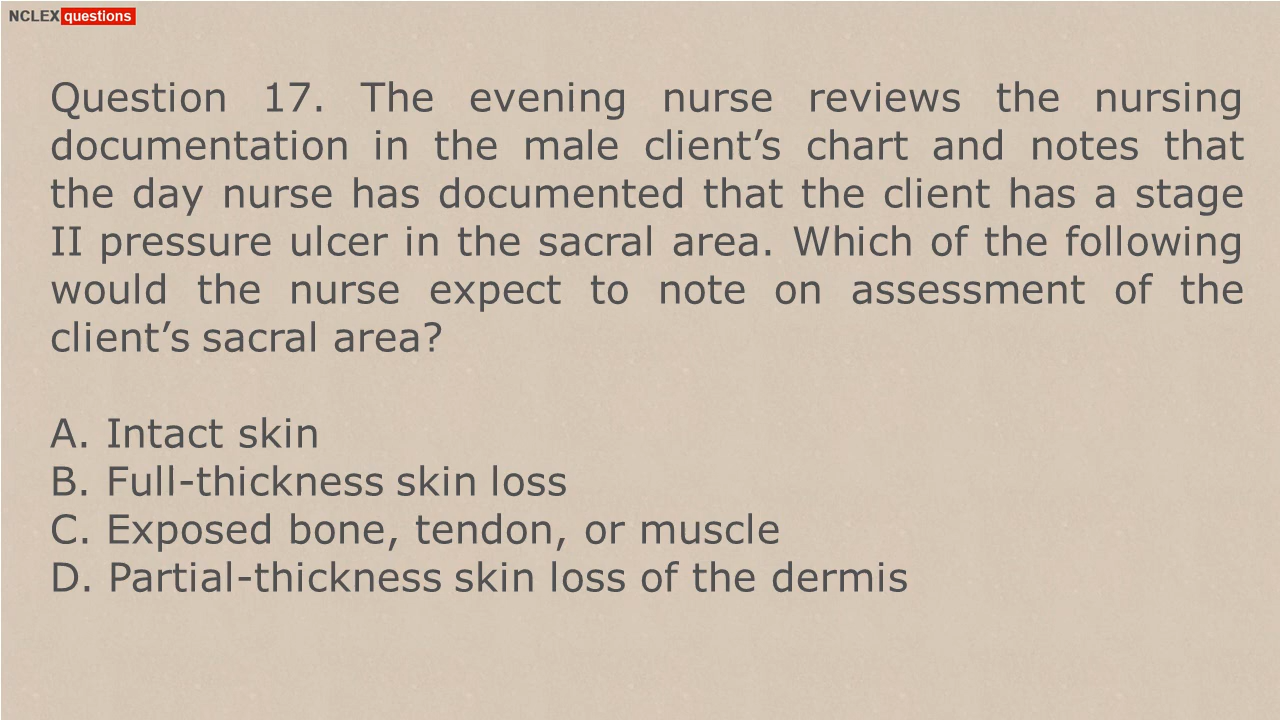 NCLEX questions
Question 17. The evening nurse reviews the nursing
documentation in the male client’s chart and notes that
the day nurse has documented that the client has a stage
II pressure ulcer in the sacral area. Which of the following
would the nurse expect to note on assessment of the
client’s sacral area?
A. Intact skin
B. Full-thickness skin loss
C. Exposed bone, tendon, or muscle
D. Partial-thickness skin loss of the dermis